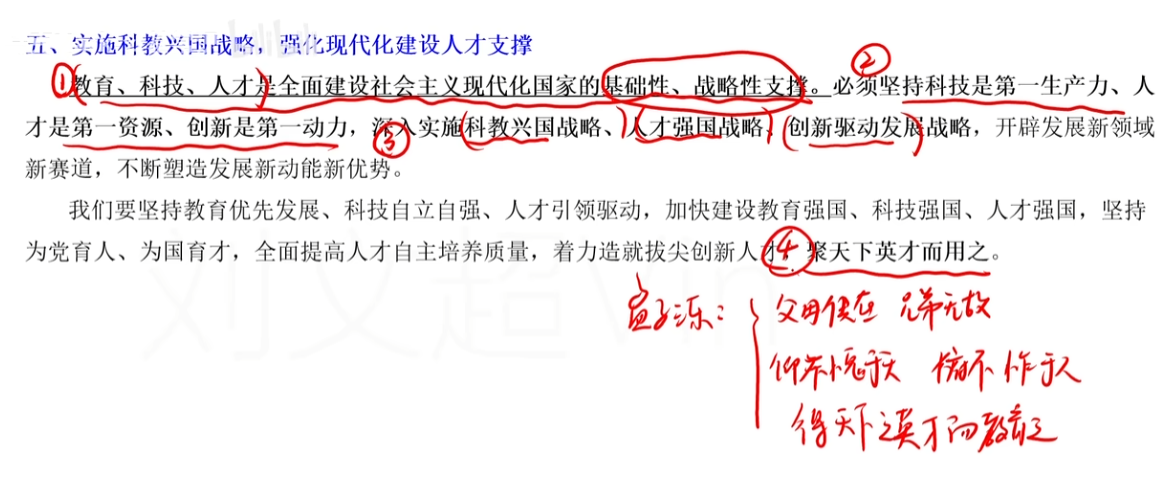 五、实施科教兴国战略，强化现代化建设人才支撑
① 教育、科技、人才是全面建设社会主义现代化国家的基础性、战略性支撑。必须坚持科技是第一生产力、人
②
才是第一资源、创新是第一动力，深入实施科教兴国战略、人才强国战略、创新驱动发展战略，开辟发展新领域
③
新赛道，不断塑造发展新动能新优势。
我们要坚持教育优先发展、科技自立自强、人才引领驱动，加快建设教育强国、科技强国、人才强国，坚持
为党育人、为国育才，全面提高人才自主培养质量，着力造就拔尖创新人才，聚天下英才而用之。
④
父母俱在 兄弟无故
仰不愧于天 俯不怍于人
得天下之英才而教育之
刘文超